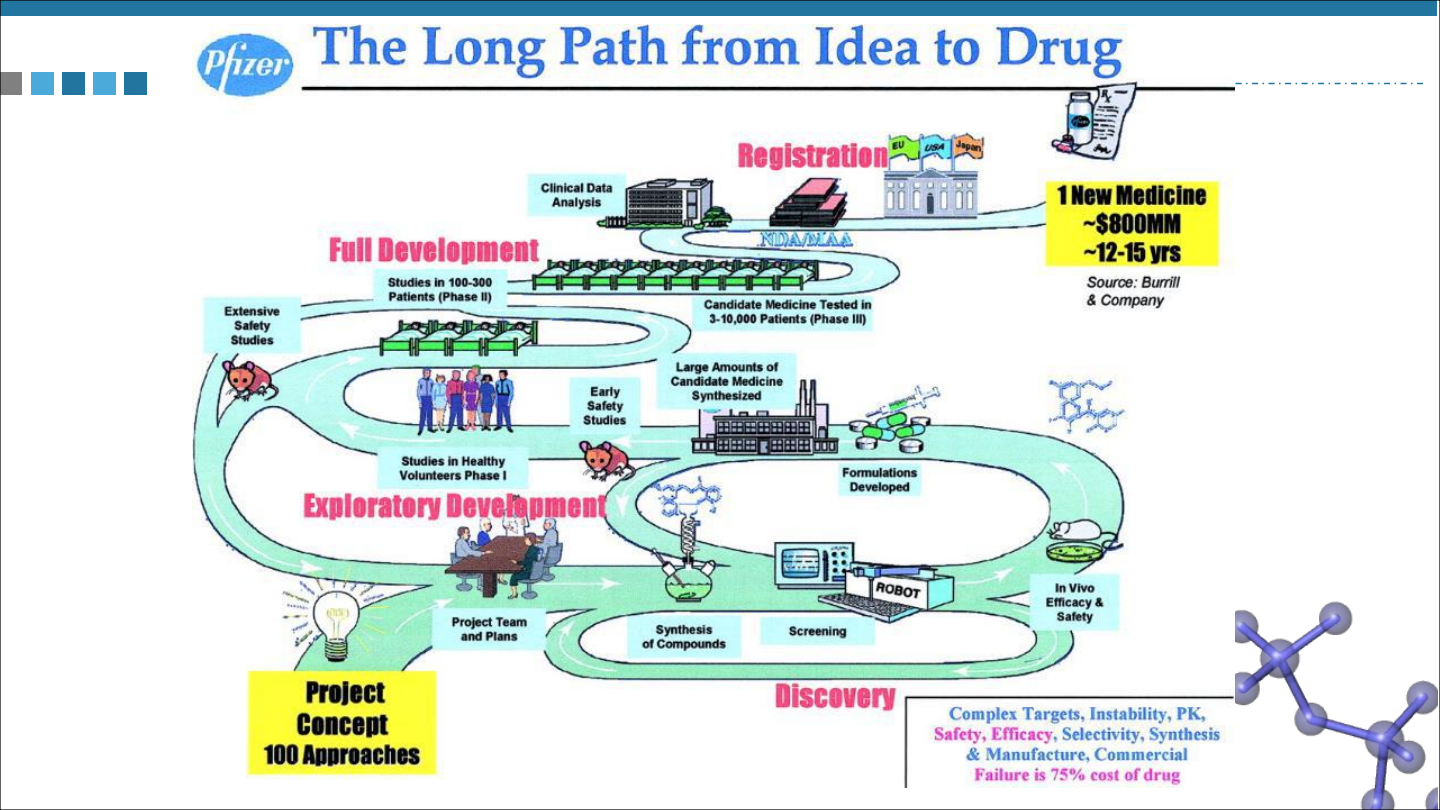 Pfizer
The Long Path from Idea to Drug
Registration
EU
USA
Japan
Clinical Data
Analysis
NDA/MAA
1 New Medicine
~$800MM
~12-15 yrs
Source: Burrill
& Company
Full Development
Studies in 100-300
Patients (Phase II)
Candidate Medicine Tested in
3-10,000 Patients (Phase III)
Extensive
Safety
Studies
Large Amounts of
Candidate Medicine
Synthesized
Early
Safety
Studies
Studies in Healthy
Volunteers Phase I
Formulations
Developed
Exploratory Development
ROBOT
In Vivo
Efficacy &
Safety
Project Team
and Plans
Synthesis
of Compounds
Screening
Project
Concept
100 Approaches
Discovery
Complex Targets, Instability, PK,
Safety, Efficacy, Selectivity, Synthesis
& Manufacture, Commercial
Failure is 75% cost of drug